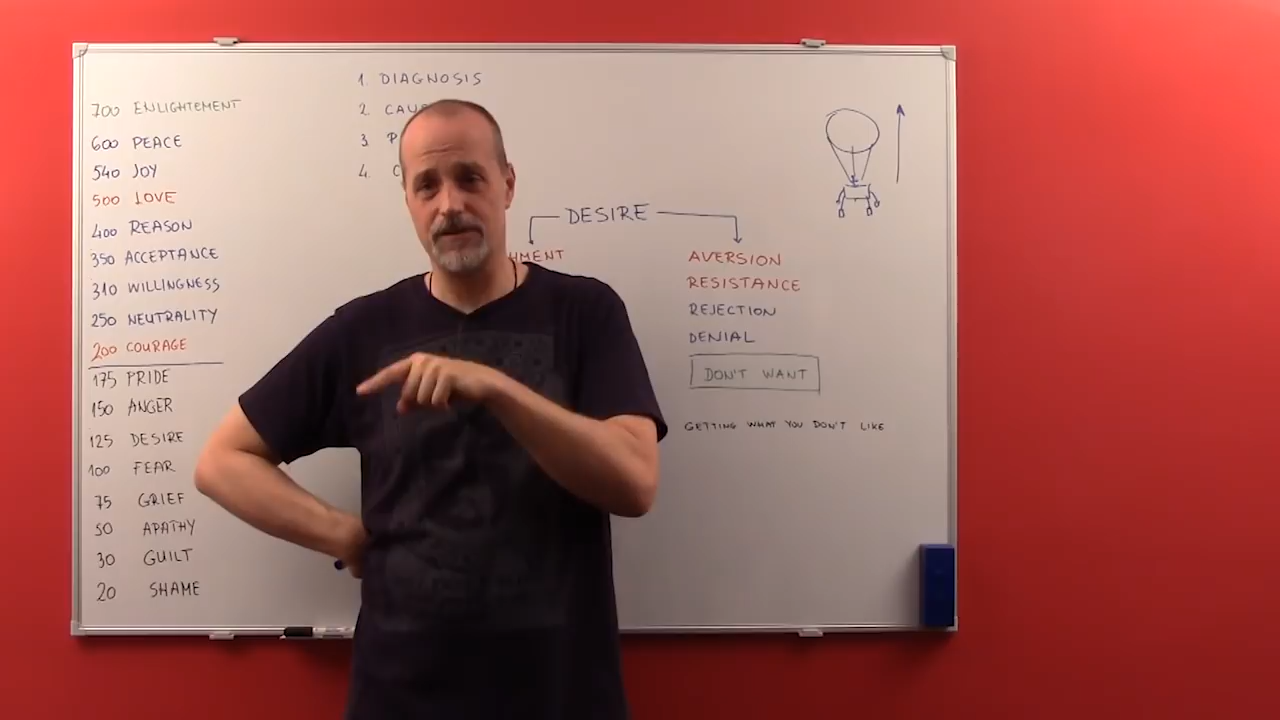 700 ENLIGHTEMENT
600 PEACE
540 JOY
500 LOVE
400 REASON
350 ACCEPTANCE
310 WILLINGNESS
250 NEUTRALITY
200 COURAGE
175 PRIDE
150 ANGER
125 DESIRE
100 FEAR
75 GRIEF
50 APATHY
30 GUILT
20 SHAME
1. DIAGNOSIS
2. CAU
3. P
4. C
DESIRE
HMENT
AVERSION
RESISTANCE
REJECTION
DENIAL
DON'T WANT
GETTING WHAT YOU DON'T LIKE